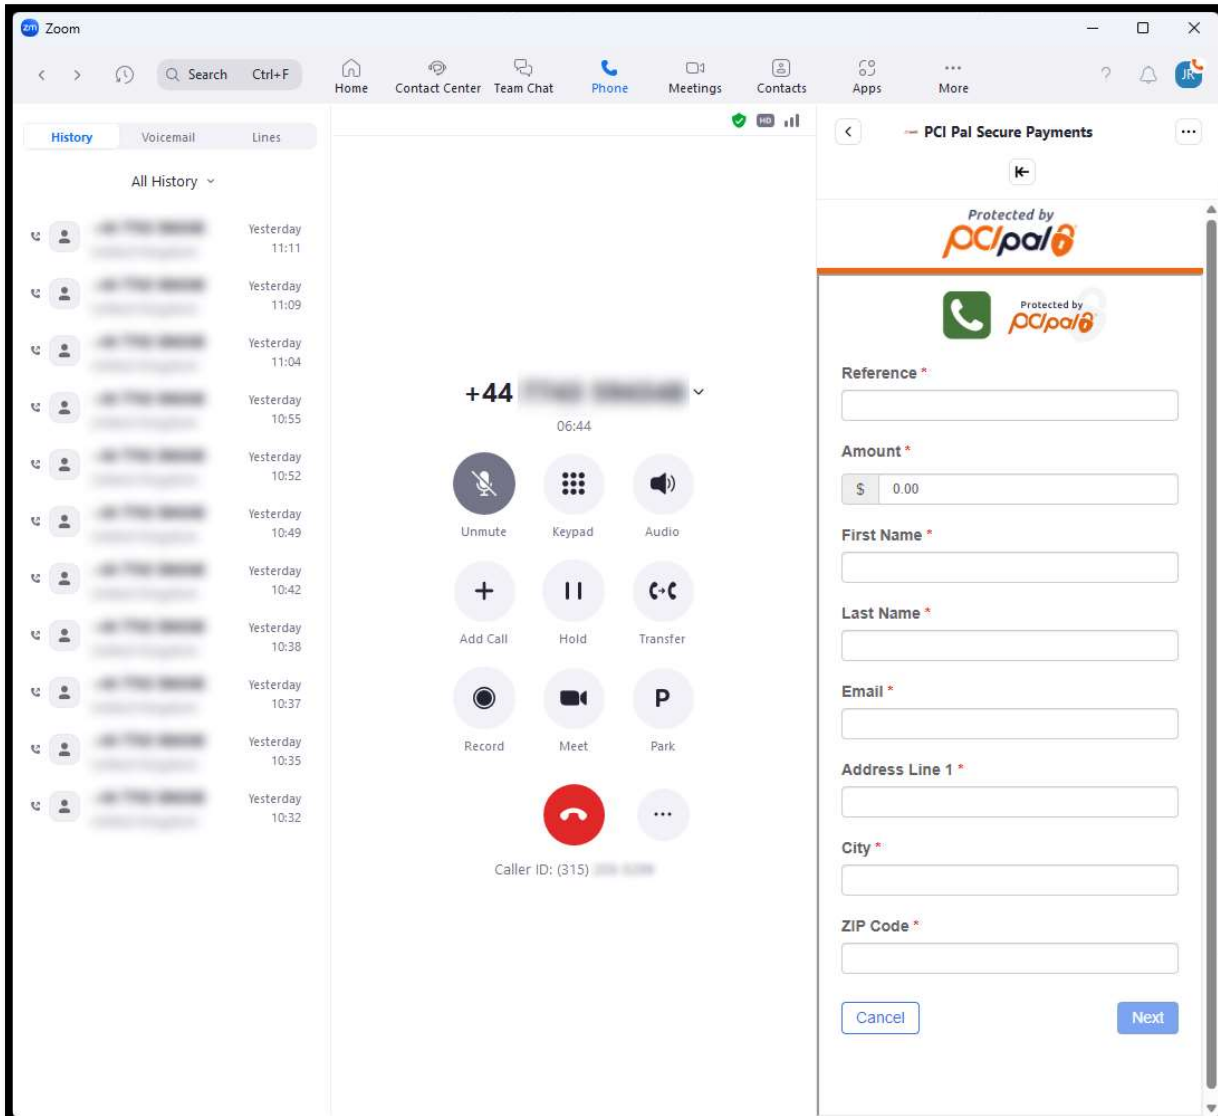 Zoom
Search Ctrl+F
Home
Contact Center
Team Chat
Phone
Meetings
Contacts
Apps
More
JR
History
Voicemail
Lines
All History
Yesterday
11:11
Yesterday
11:09
Yesterday
11:04
Yesterday
10:55
Yesterday
10:52
Yesterday
10:49
Yesterday
10:42
Yesterday
10:38
Yesterday
10:37
Yesterday
10:35
Yesterday
10:32
HD
+44
06:44
Unmute
Keypad
Audio
Add Call
Hold
Transfer
Record
Meet
P
Park
Caller ID: (315)
PCI Pal Secure Payments
Protected by
pcipal
Protected by
pcipal
Reference *
Amount *
$ 0.00
First Name *
Last Name *
Email *
Address Line 1 *
City *
ZIP Code *
Cancel
Next